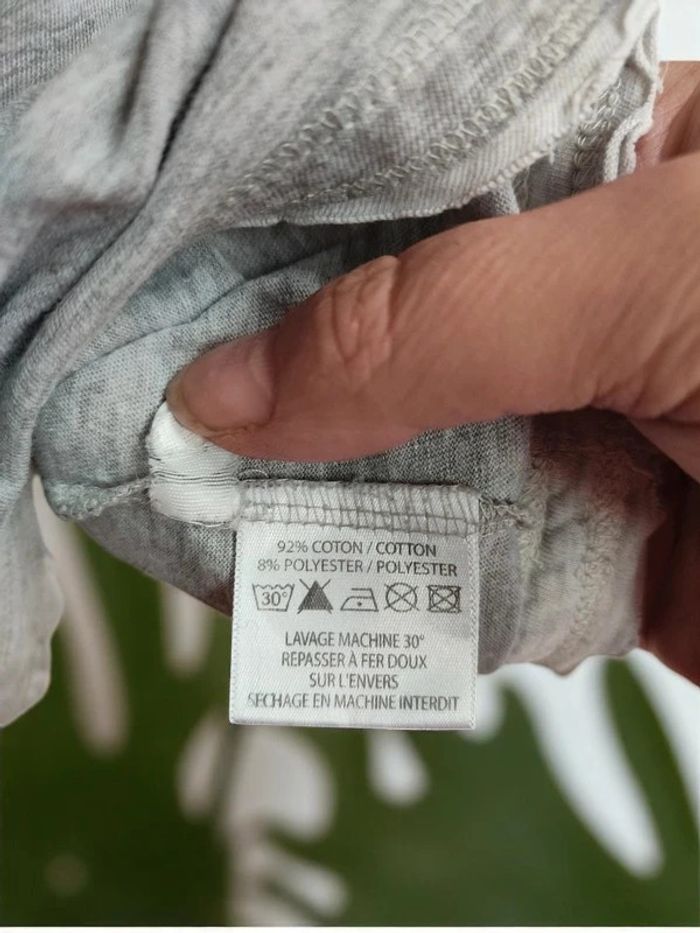 92% COTON / COTTON
8% POLYESTER / POLYESTER
30°
LAVAGE MACHINE 30°
REPASSER À FER DOUX
SUR L'ENVERS
SECHAGE EN MACHINE INTERDIT